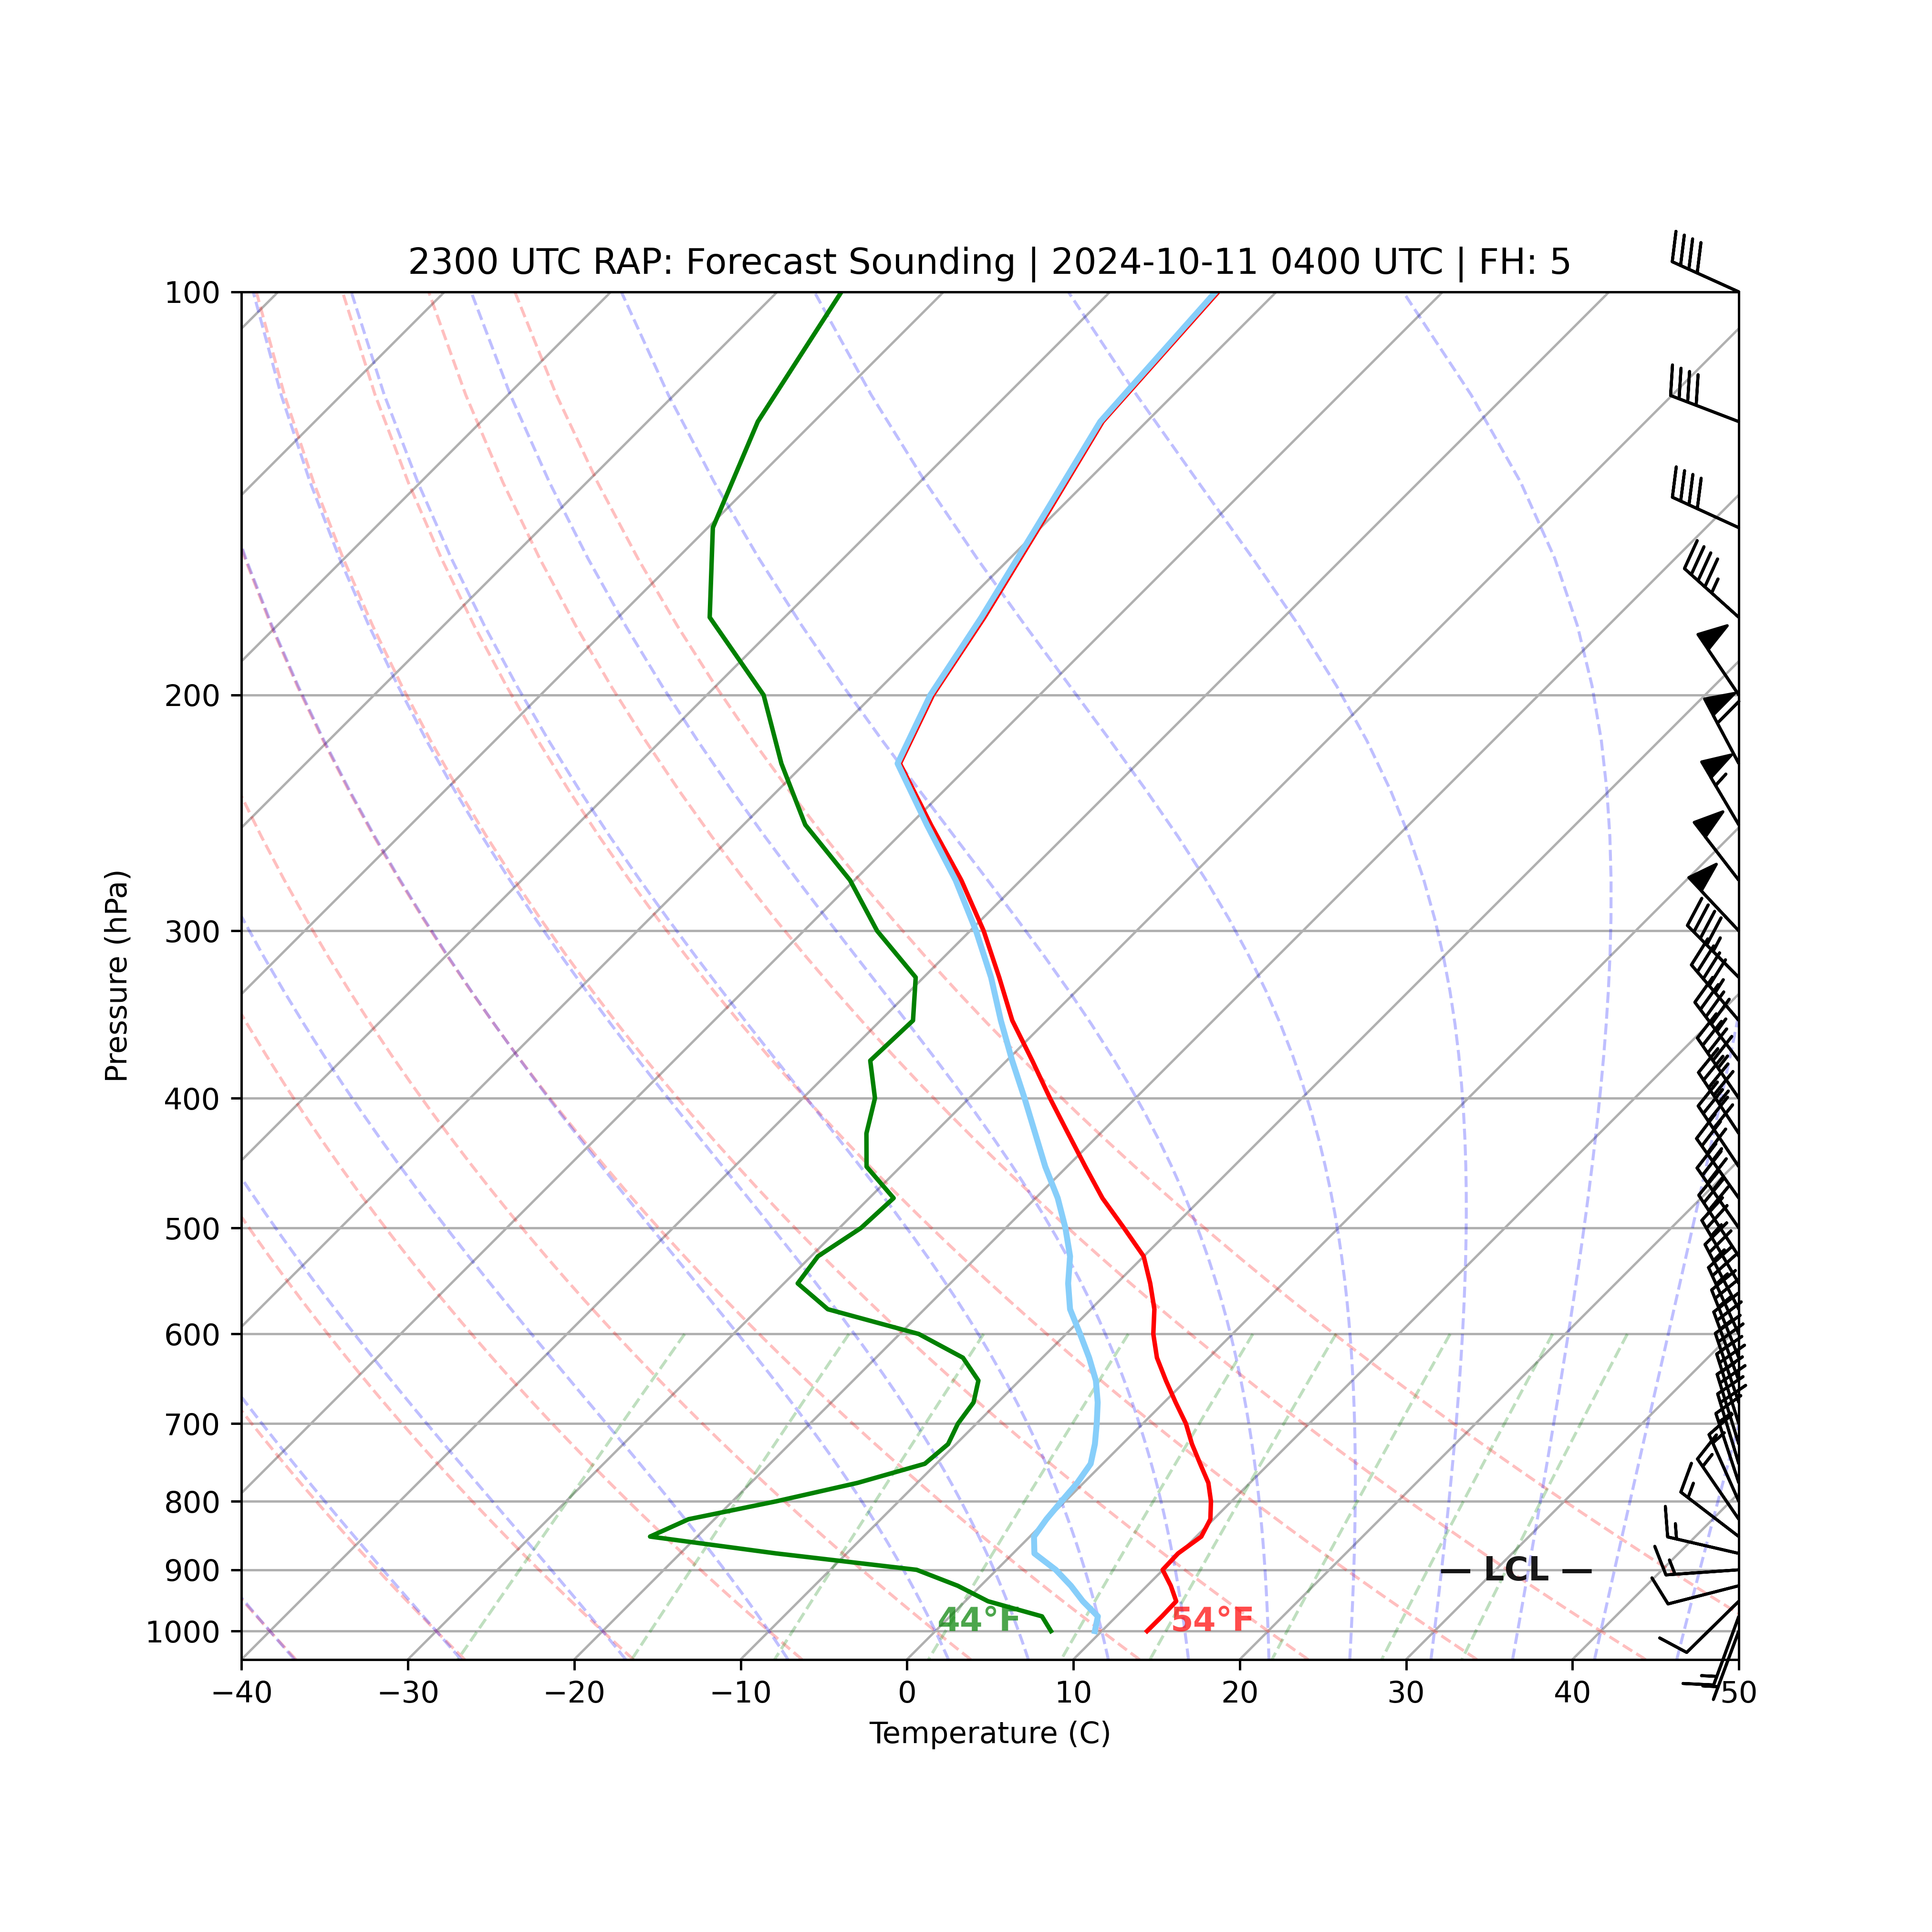 2300 UTC RAP: Forecast Sounding | 2024-10-11 0400 UTC | FH: 5
100
200
300
400
500
600
700
800
900
1000
Pressure (hPa)
— LCL —
44°F
54°F
−40 −30 −20 −10 0 10 20 30 40 50
Temperature (C)